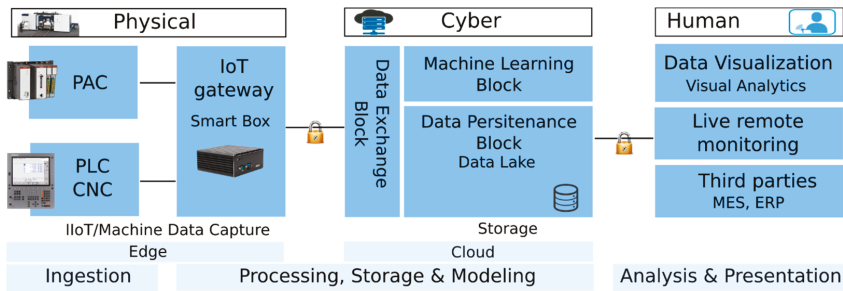 Physical
Cyber
Human
PAC
PLC
CNC
IoT
gateway
Smart Box
Data Exchange
Block
Machine Learning
Block
Data Persitenance
Block
Data Lake
Data Visualization
Visual Analytics
Live remote
monitoring
Third parties
MES, ERP
IIoT/Machine Data Capture
Storage
Edge
Cloud
Ingestion
Processing, Storage & Modeling
Analysis & Presentation